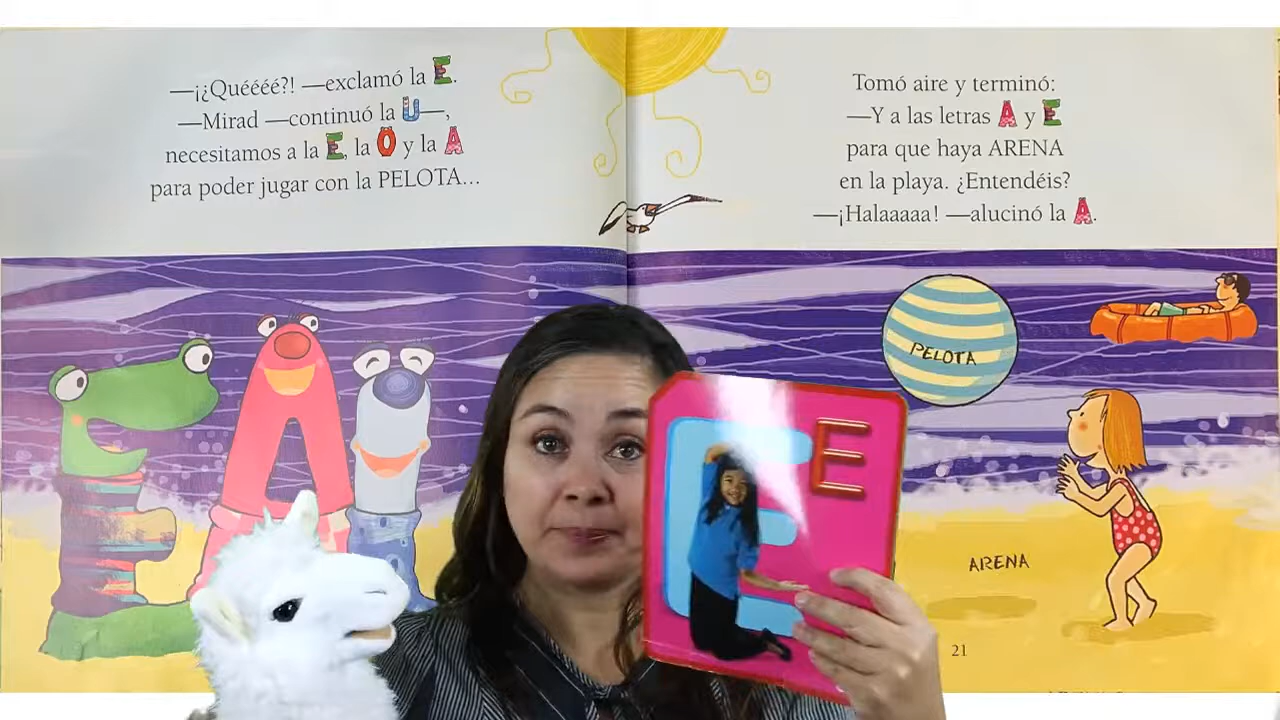 —¡¿Quéééé?! —exclamó la E.
—Mirad —continuó la U—,
necesitamos a la E, la O y la A
para poder jugar con la PELOTA...
Tomó aire y terminó:
—Y a las letras A y E
para que haya ARENA
en la playa. ¿Entendéis?
—¡Halaaaaa! —alucinó la A.
PELOTA
E
ARENA
21